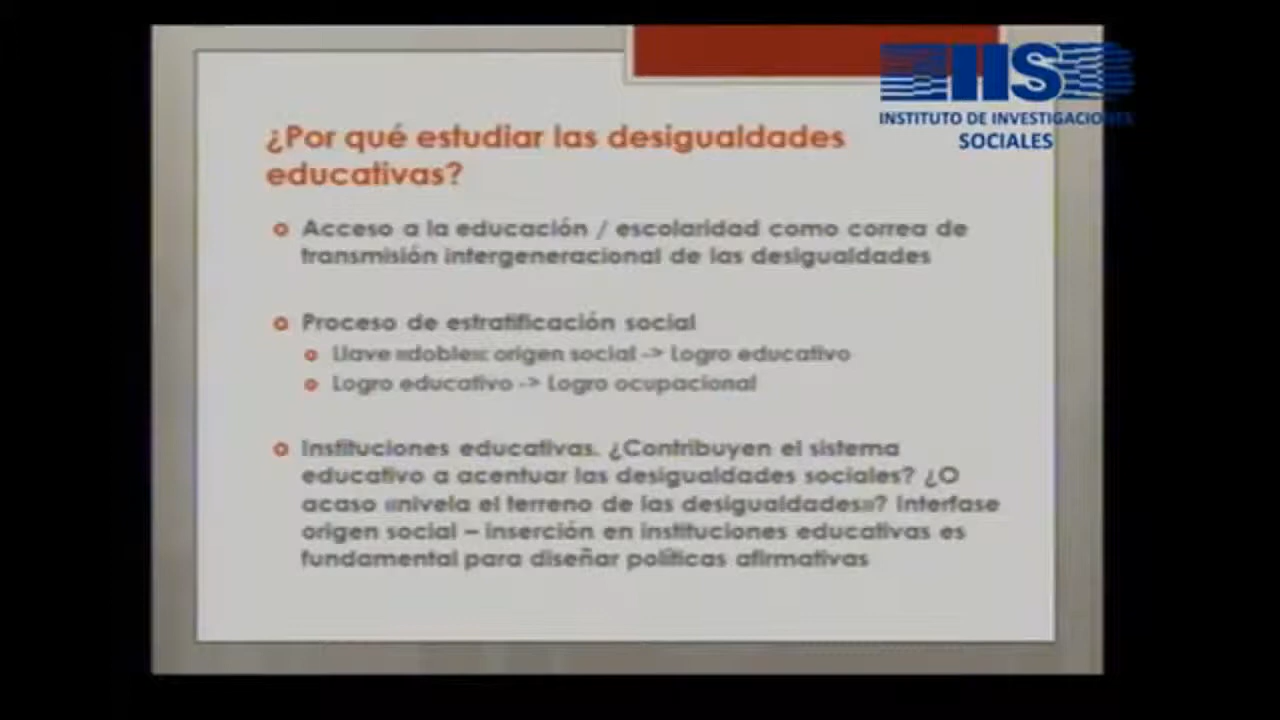 IIS
INSTITUTO DE INVESTIGACIONES
SOCIALES
¿Por qué estudiar las desigualdades
educativas?
Acceso a la educación / escolaridad como correa de
transmisión intergeneracional de las desigualdades
Proceso de estratificación social
Llave «doble«: origen social -> Logro educativo
Logro educativo -> Logro ocupacional
Instituciones educativas. ¿Contribuyen el sistema
educativo a acentuar las desigualdades sociales? ¿O
acaso «nivela el terreno de las desigualdades»? Interfase
origen social – inserción en instituciones educativas es
fundamental para diseñar políticas afirmativas